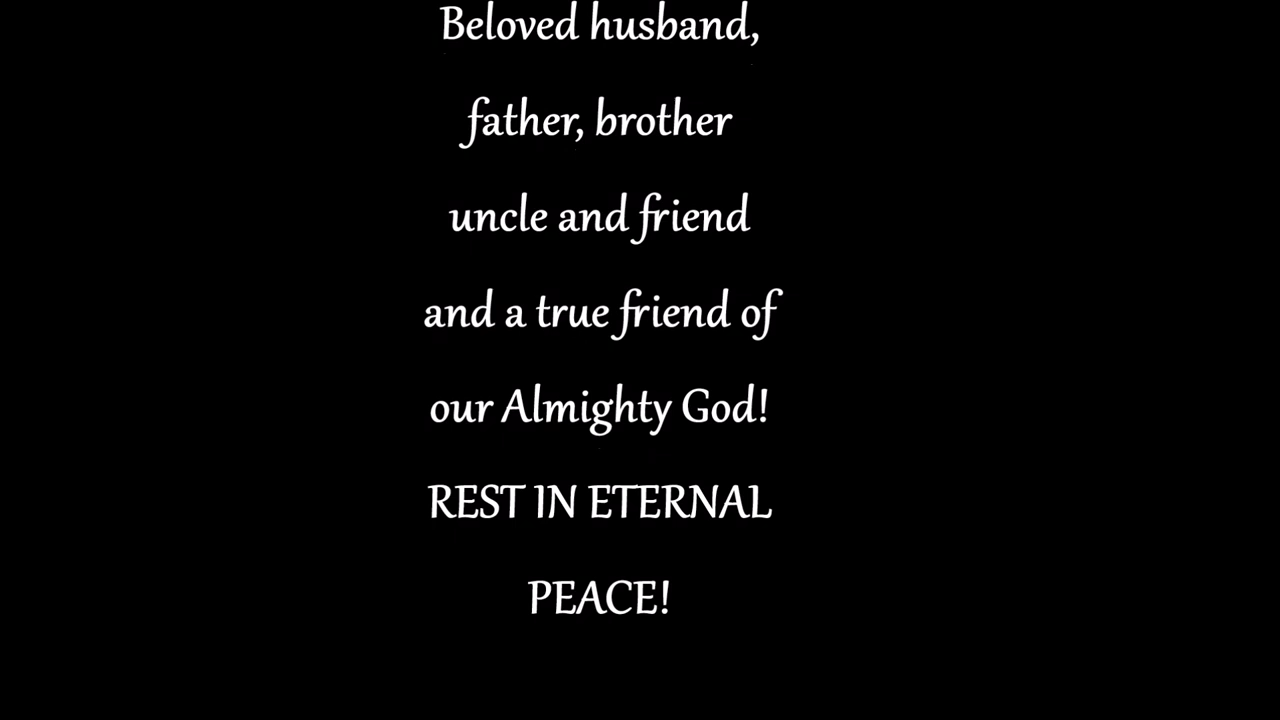 Beloved husband,
father, brother
uncle and friend
and a true friend of
our Almighty God!
REST IN ETERNAL
PEACE!